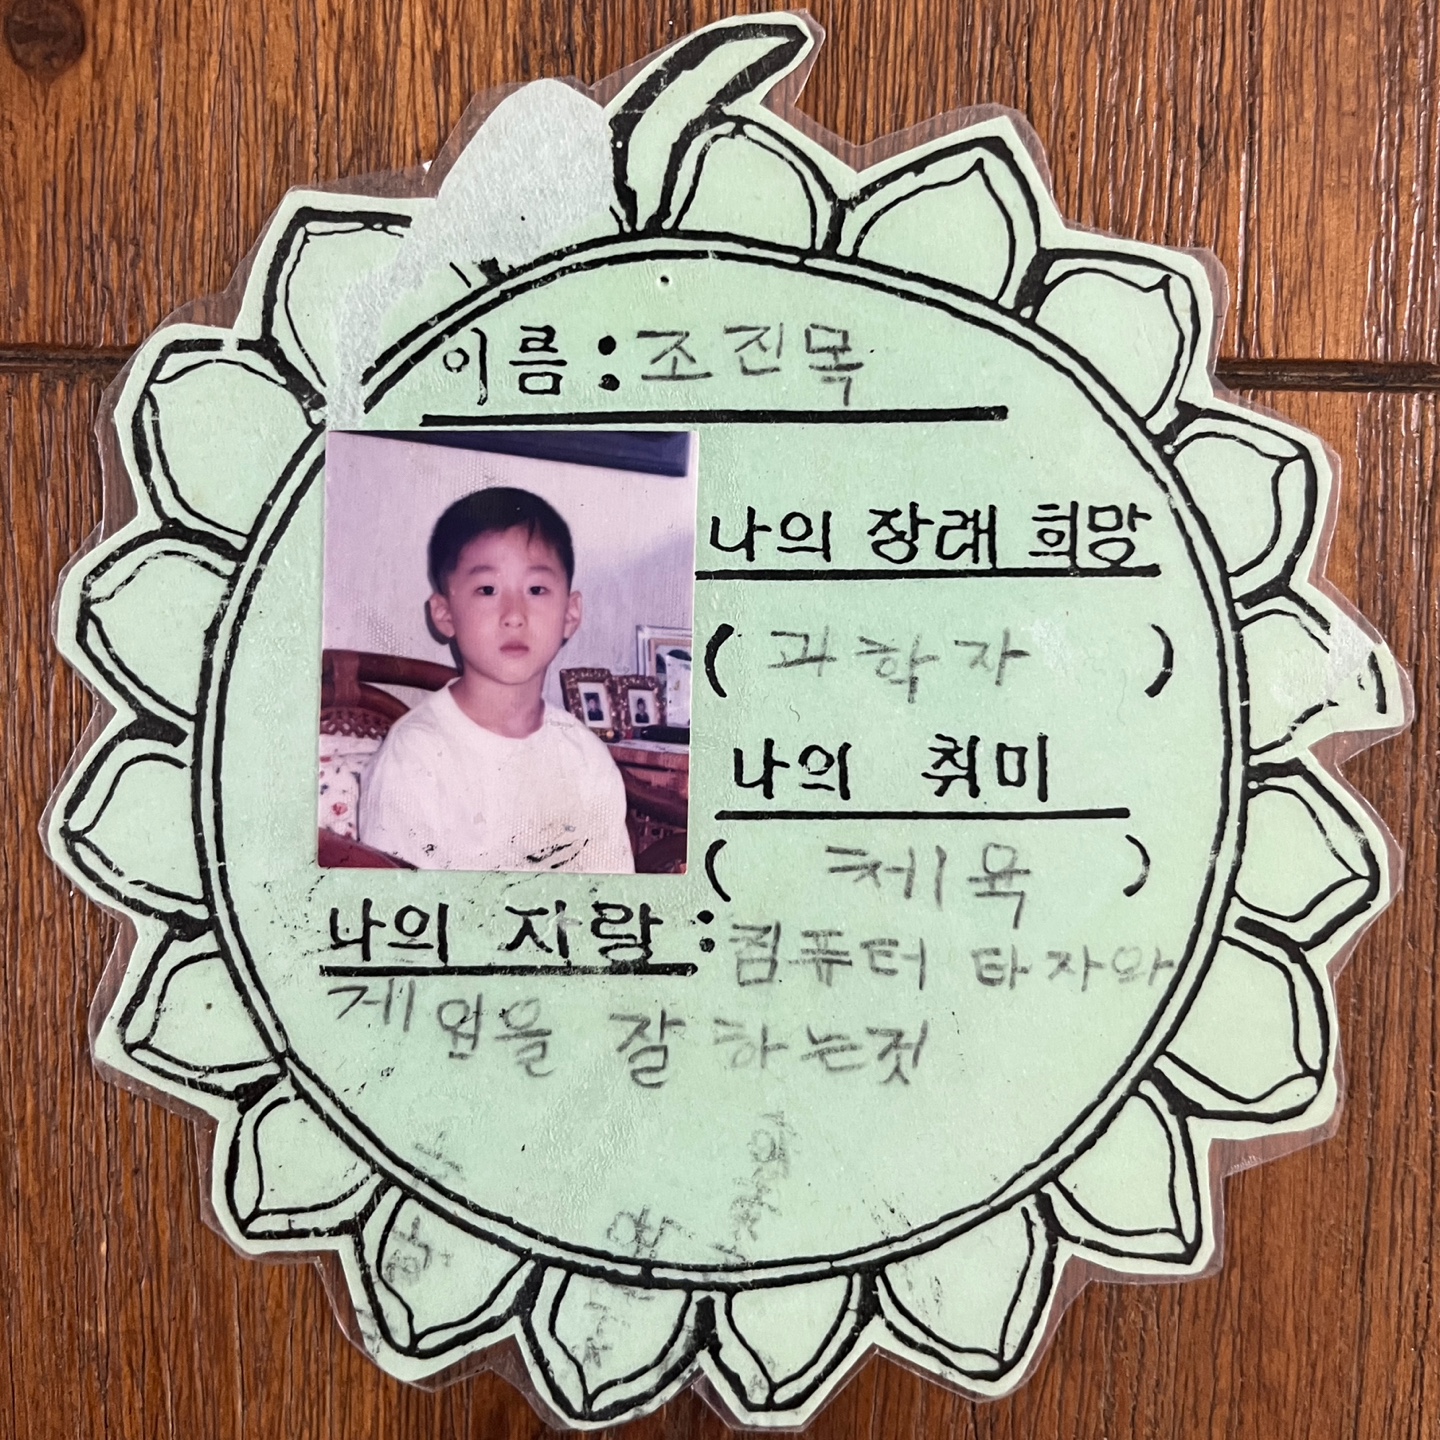 이름 : 조진목
나의 장래 희망
( 과학자 )
나의 취미
( 체육 )
나의 자랑 : 컴퓨터 타자와
게임을 잘하는것